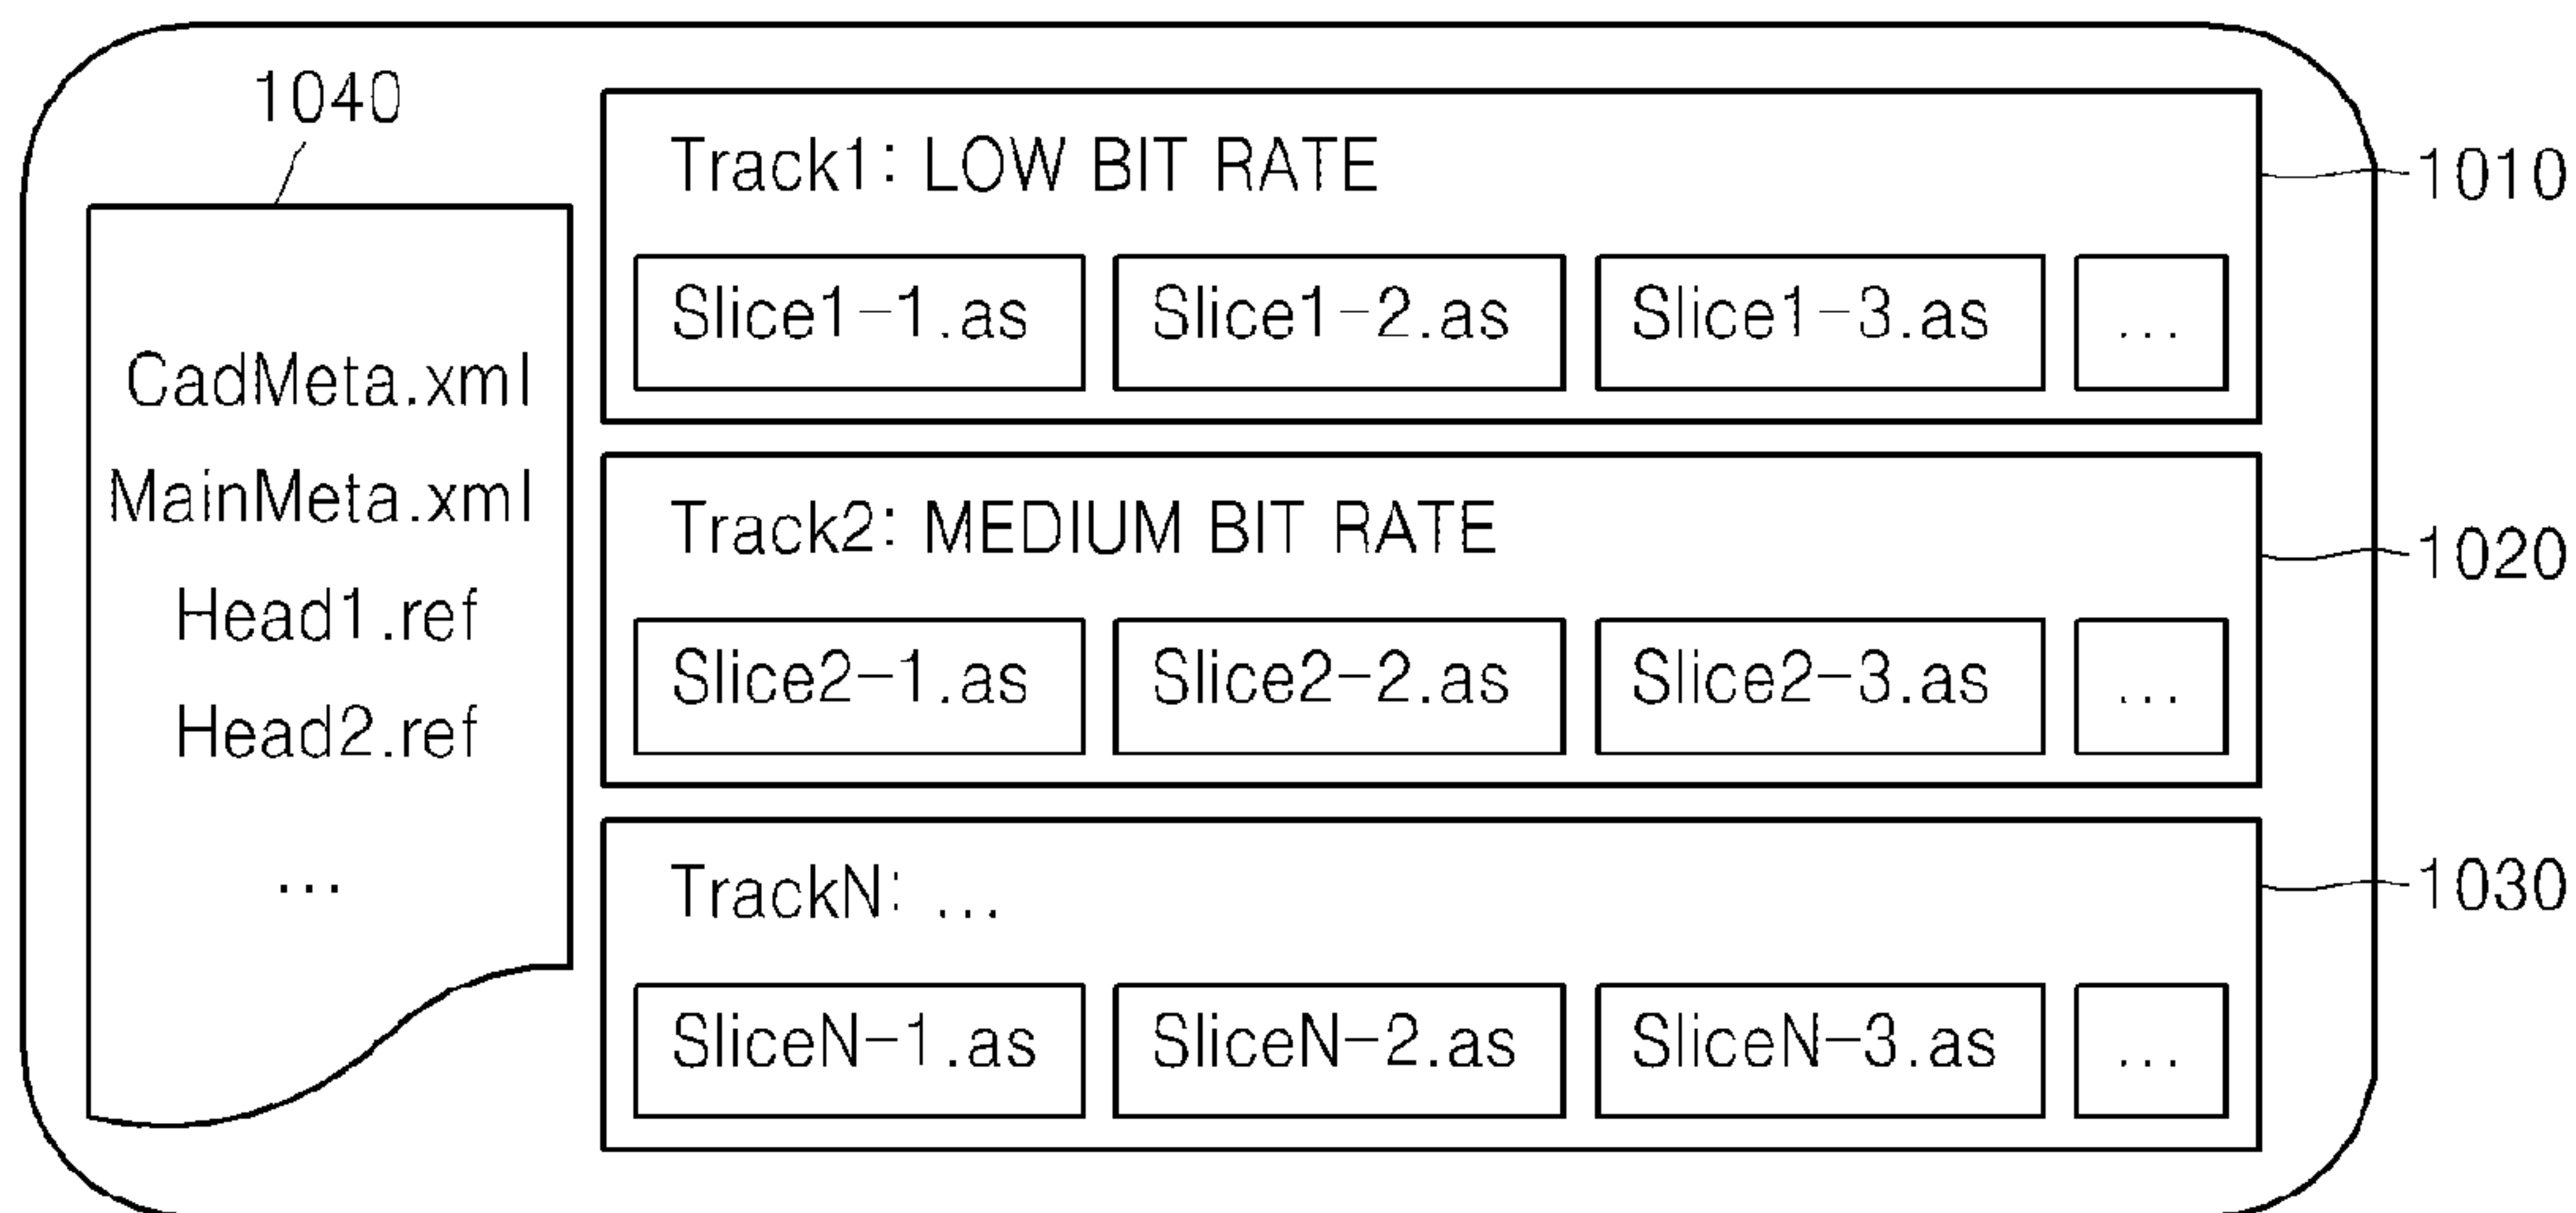 1040
CadMeta.xml
MainMeta.xml
Head1.ref
Head2.ref
...
Track1: LOW BIT RATE
1010
Slice1-1.as
Slice1-2.as
Slice1-3.as
...
Track2: MEDIUM BIT RATE
1020
Slice2-1.as
Slice2-2.as
Slice2-3.as
...
TrackN: ...
1030
SliceN-1.as
SliceN-2.as
SliceN-3.as
...